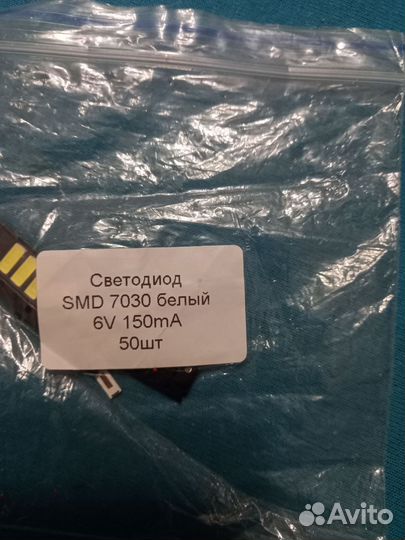 Светодиод
SMD 7030 белый
6V 150mA
50шт
Avito